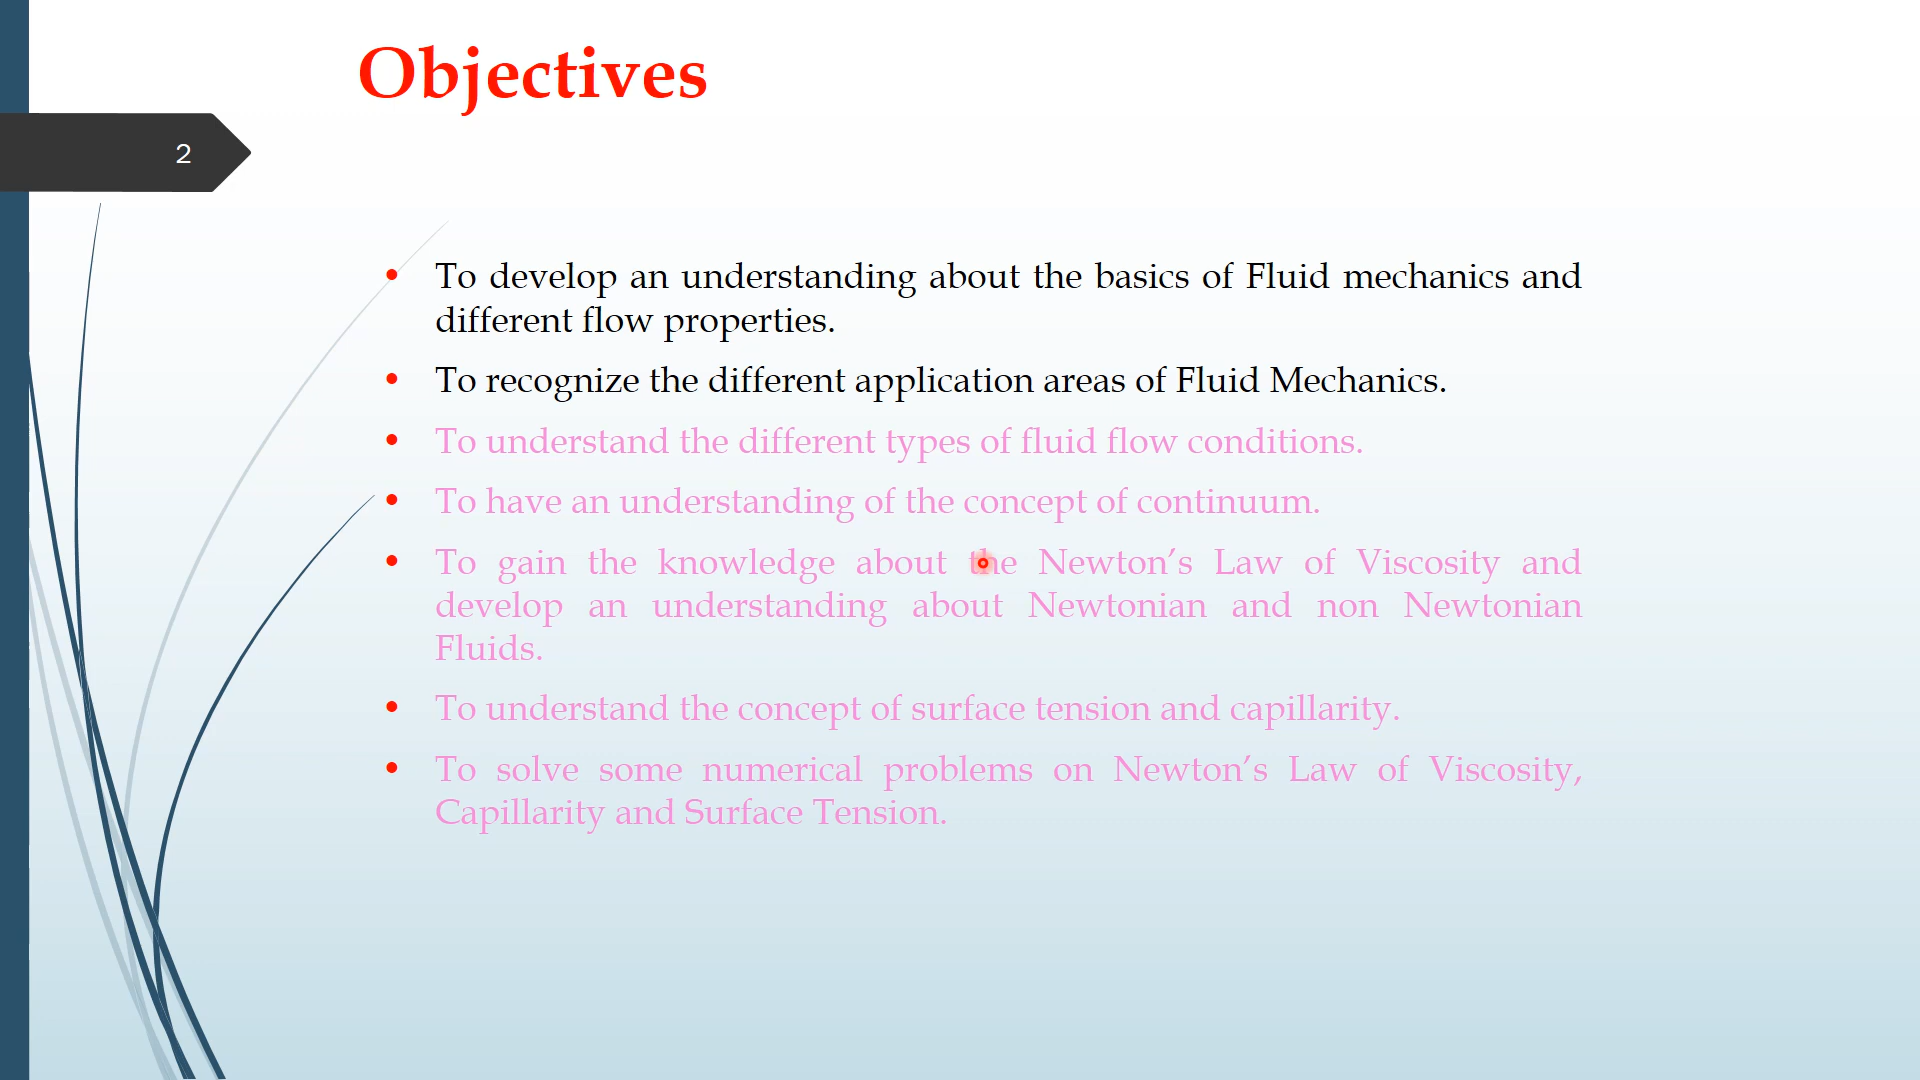 Objectives
2
• To develop an understanding about the basics of Fluid mechanics and
different flow properties.
• To recognize the different application areas of Fluid Mechanics.
• To understand the different types of fluid flow conditions.
• To have an understanding of the concept of continuum.
• To gain the knowledge about the Newton’s Law of Viscosity and
develop an understanding about Newtonian and non Newtonian
Fluids.
• To understand the concept of surface tension and capillarity.
• To solve some numerical problems on Newton’s Law of Viscosity,
Capillarity and Surface Tension.